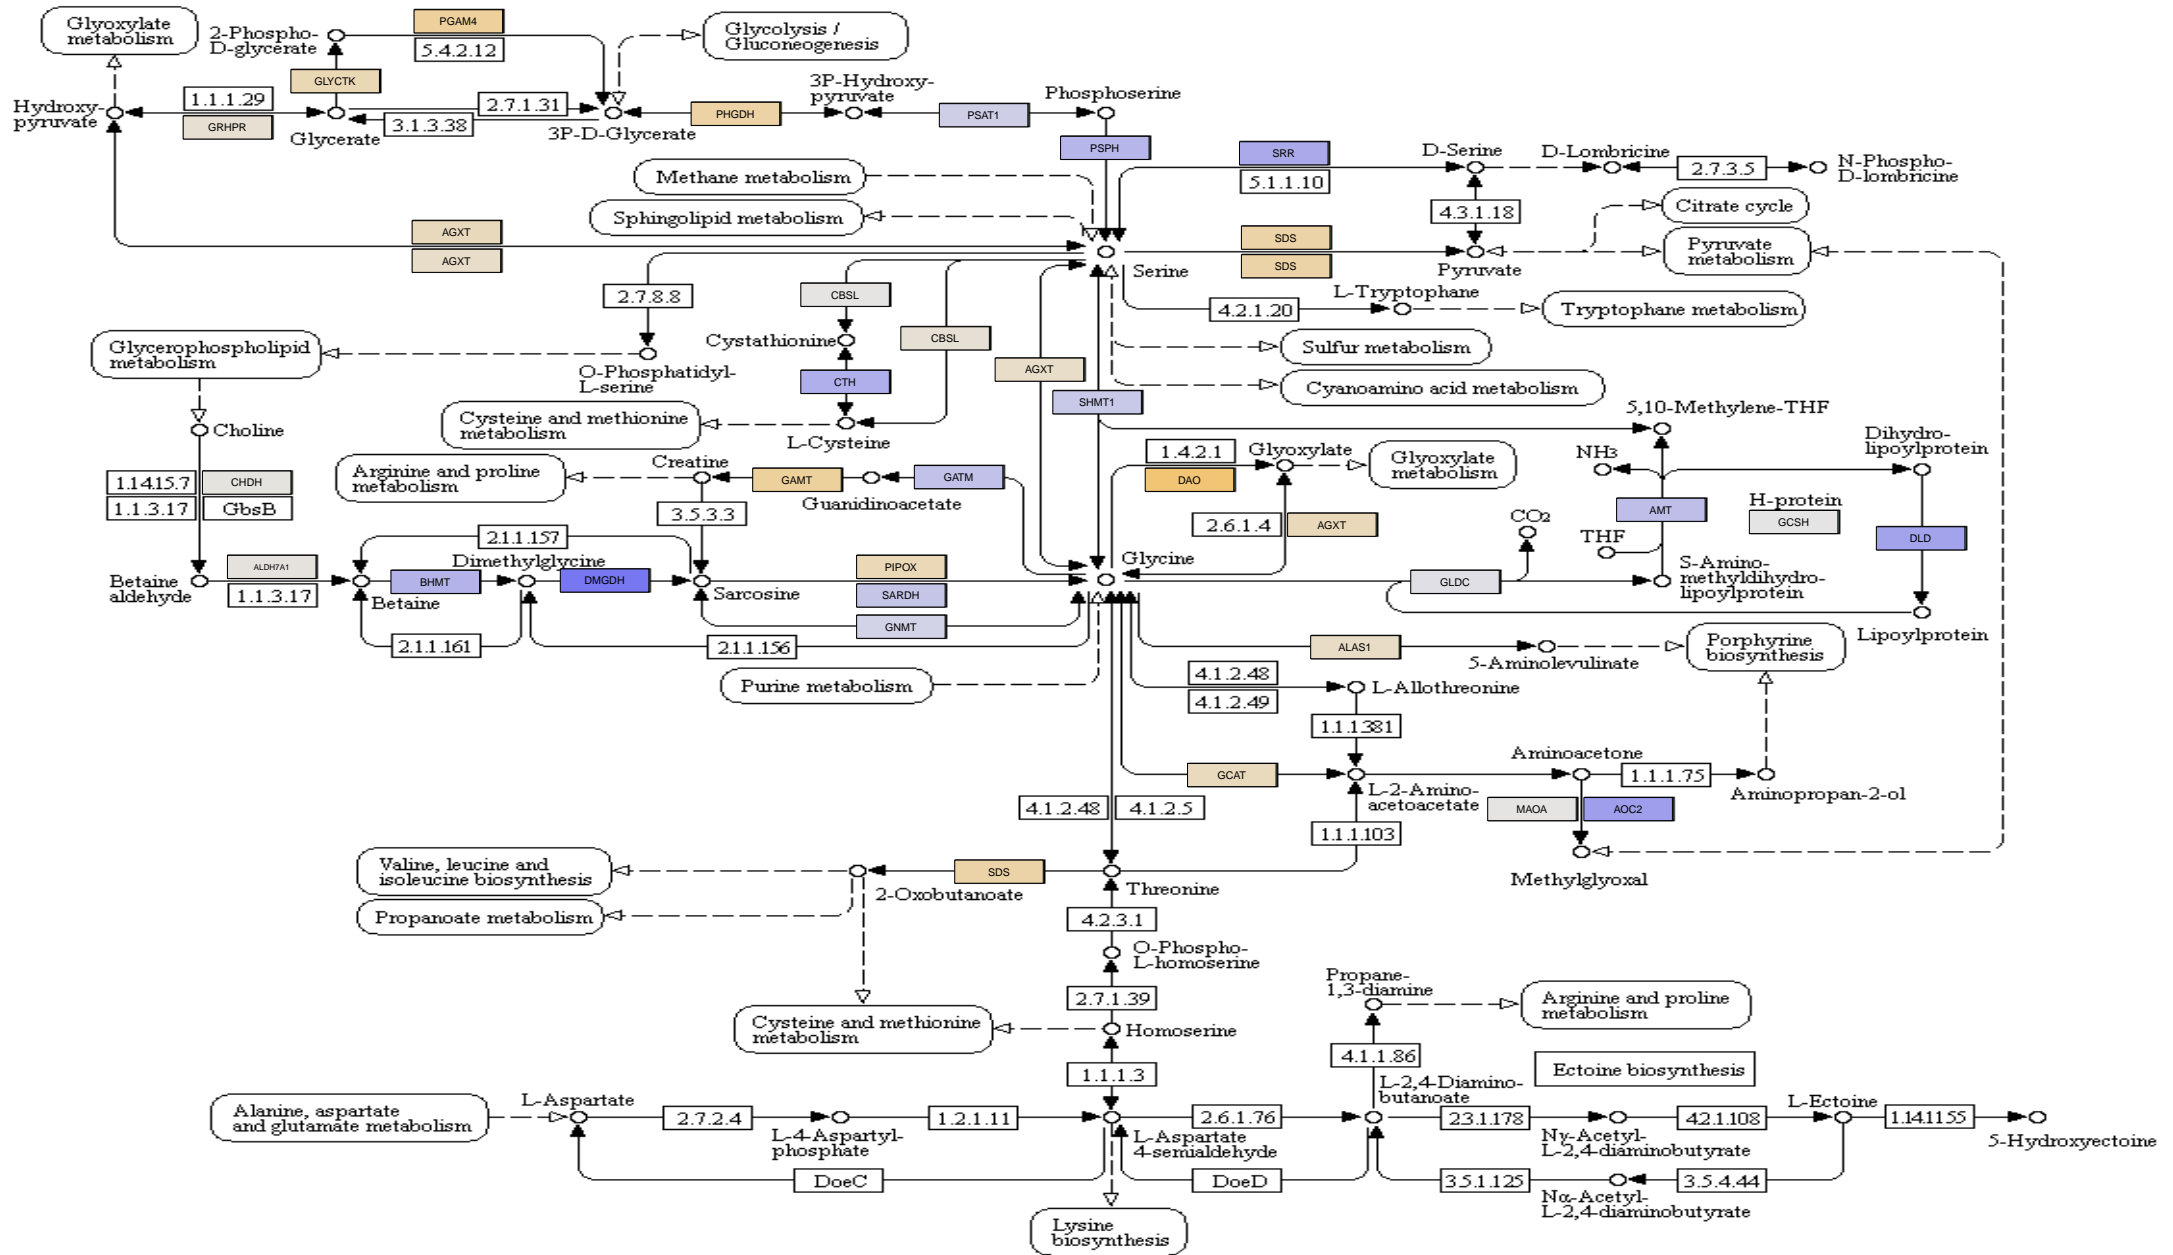 Glyoxylate
metabolism
2-Phospho-
D-glycerate
PGAM4
5.4.2.12
Glycolysis /
Gluconeogenesis
GLYCTK
3P-Hydroxy-
pyruvate
Phosphoserine
Hydroxy-
pyruvate
1.1.1.29
GRHPR
Glycerate
2.7.1.31
3.1.3.38
3P-D-Glycerate
PHGDH
PSAT1
PSPH
SRR
5.1.1.10
D-Serine
D-Lombricine
2.7.3.5
N-Phospho-
D-lombricine
Methane metabolism
Sphingolipid metabolism
4.3.1.18
Citrate cycle
AGXT
AGXT
SDS
SDS
Serine
Pyruvate
Pyruvate
metabolism
2.7.8.8
CBSL
CBSL
4.2.1.20
L-Tryptophane
Tryptophane metabolism
Glycerophospholipid
metabolism
O-Phosphatidyl-
L-serine
Cystathionine
CTH
AGXT
SHMT1
Sulfur metabolism
Cyanoamino acid metabolism
Choline
Cysteine and methionine
metabolism
L-Cysteine
5,10-Methylene-THF
1.14.15.7
CHDH
1.1.3.17
GbsB
Arginine and proline
metabolism
Creatine
GAMT
Guanidinoacetate
GATM
1.4.2.1
DAO
Glyoxylate
Glyoxylate
metabolism
NH3
Dihydro-
lipoylprotein
3.5.3.3
2.6.1.4
AGXT
CO2
AMT
H-protein
GCSH
DLD
THF
2.1.1.157
Dimethylglycine
Glycine
Betaine
aldehyde
ALDH7A1
1.1.3.17
Betaine
BHMT
DMGDH
Sarcosine
PIPOX
SARDH
GNMT
GLDC
S-Amino-
methyldihydro-
lipoylprotein
Lipoylprotein
2.1.1.161
2.1.1.156
ALAS1
5-Aminolevulinate
Porphyrine
biosynthesis
Purine metabolism
4.1.2.48
4.1.2.49
L-Allothreonine
1.1.1.381
GCAT
L-2-Amino-
acetoacetate
Aminoacetone
1.1.1.75
Aminopropan-2-ol
4.1.2.48
4.1.2.5
MAOA
AOC2
1.1.1.103
Methylglyoxal
Valine, leucine and
isoleucine biosynthesis
Propanoate metabolism
2-Oxobutanoate
SDS
Threonine
4.2.3.1
O-Phospho-
L-homoserine
2.7.1.39
Cysteine and methionine
metabolism
Homoserine
1.1.1.3
Propane-
1,3-diamine
Arginine and proline
metabolism
4.1.1.86
Ectoine biosynthesis
Alanine, aspartate
and glutamate metabolism
L-Aspartate
2.7.2.4
L-4-Aspartyl-
phosphate
1.2.1.11
L-Aspartate
4-semialdehyde
2.6.1.76
L-2,4-Diamino-
butanoate
2.3.1.178
Nγ-Acetyl-
L-2,4-diaminobutyrate
4.2.1.108
L-Ectoine
1.14.11.55
5-Hydroxyectoine
DoeC
DoeD
3.5.1.125
Nα-Acetyl-
L-2,4-diaminobutyrate
3.5.4.44
Lysine
biosynthesis